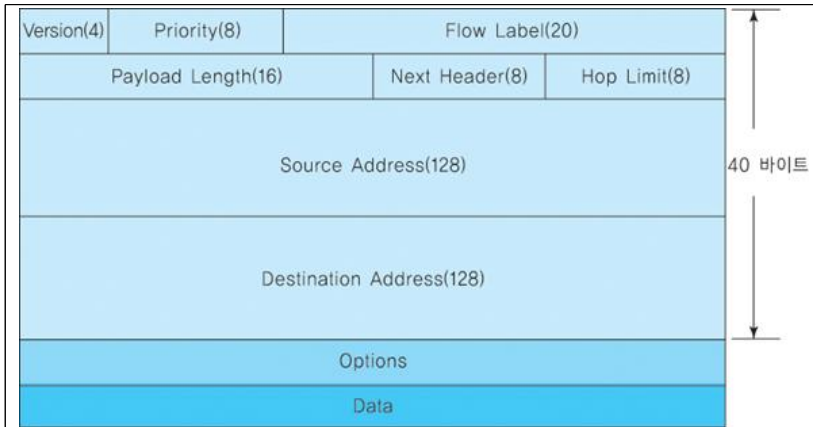 Version(4) Priority(8) Flow Label(20)
Payload Length(16) Next Header(8) Hop Limit(8)
Source Address(128)
40 바이트
Destination Address(128)
Options
Data